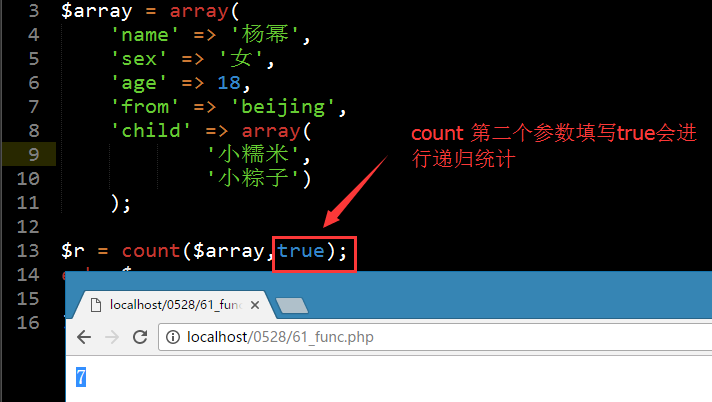 3 $array = array(
4 'name' => '杨幂',
5 'sex' => '女',
6 'age' => 18,
7 'from' => 'beijing',
8 'child' => array(
9 '小糯米',
10 '小粽子')
11 );
12
13 $r = count($array,true);
14
15
16
count 第二个参数填写true会进
行递归统计
localhost/0528/61_fun
localhost/0528/61_func.php
7